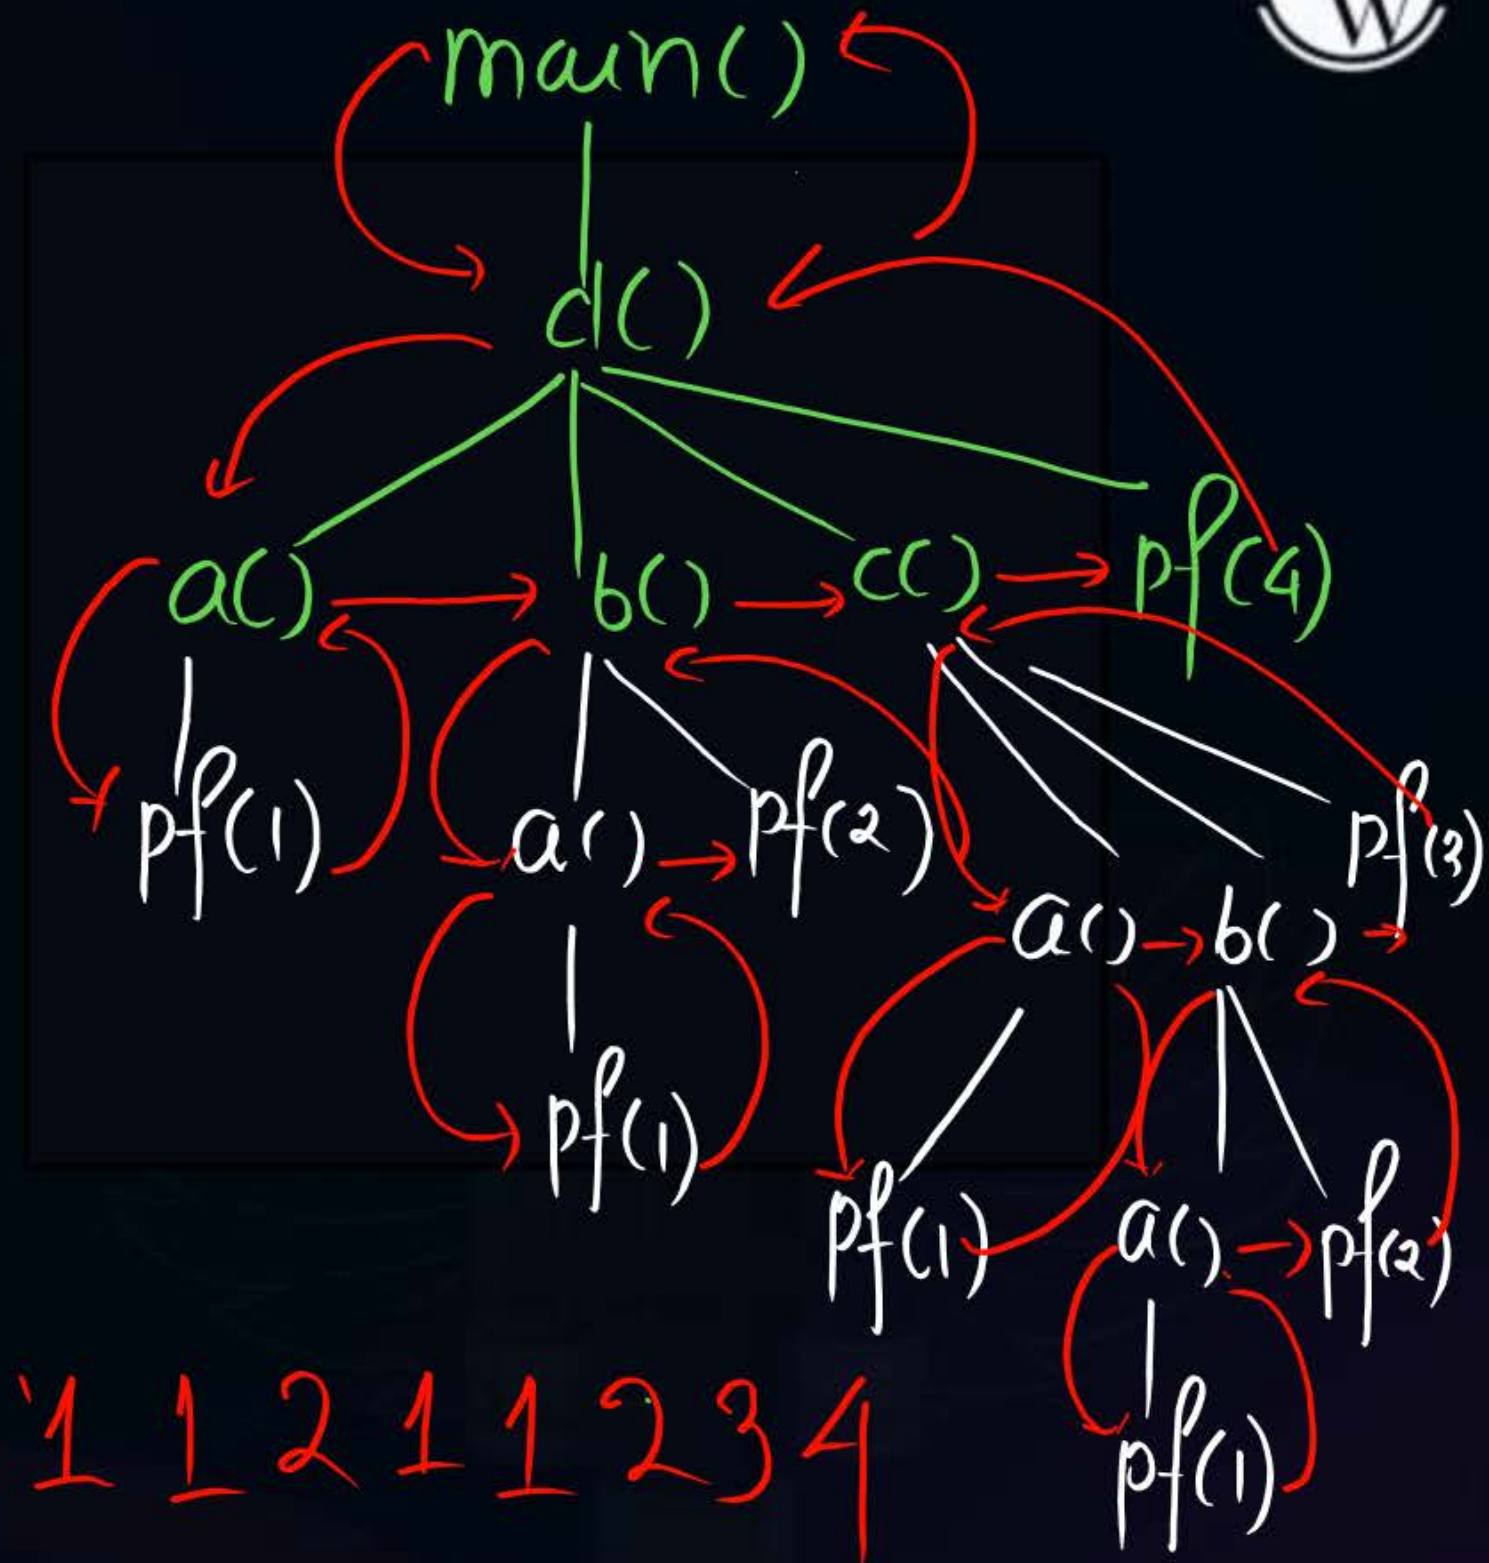 W
main()
d()
a() b() c() pf(4)
pf(1) a() pf(2) pf(3)
a() b()
pf(1)
pf(1) a() pf(2)
pf(1)
1 1 2 1 1 2 3 4